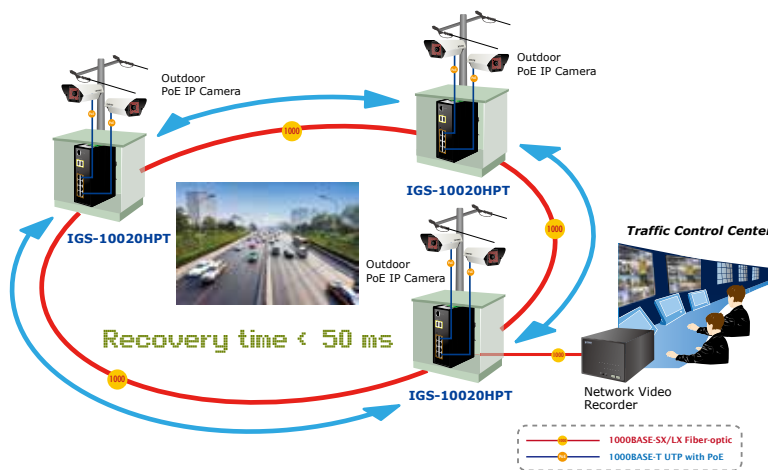 Outdoor
PoE IP Camera
Outdoor
PoE IP Camera
1000
IGS-10020HPT
IGS-10020HPT
1000
Traffic Control Center
Outdoor
PoE IP Camera
Recovery time < 50 ms
1000
1000
IGS-10020HPT
Network Video
Recorder
1000BASE-SX/LX Fiber-optic
1000BASE-T UTP with PoE